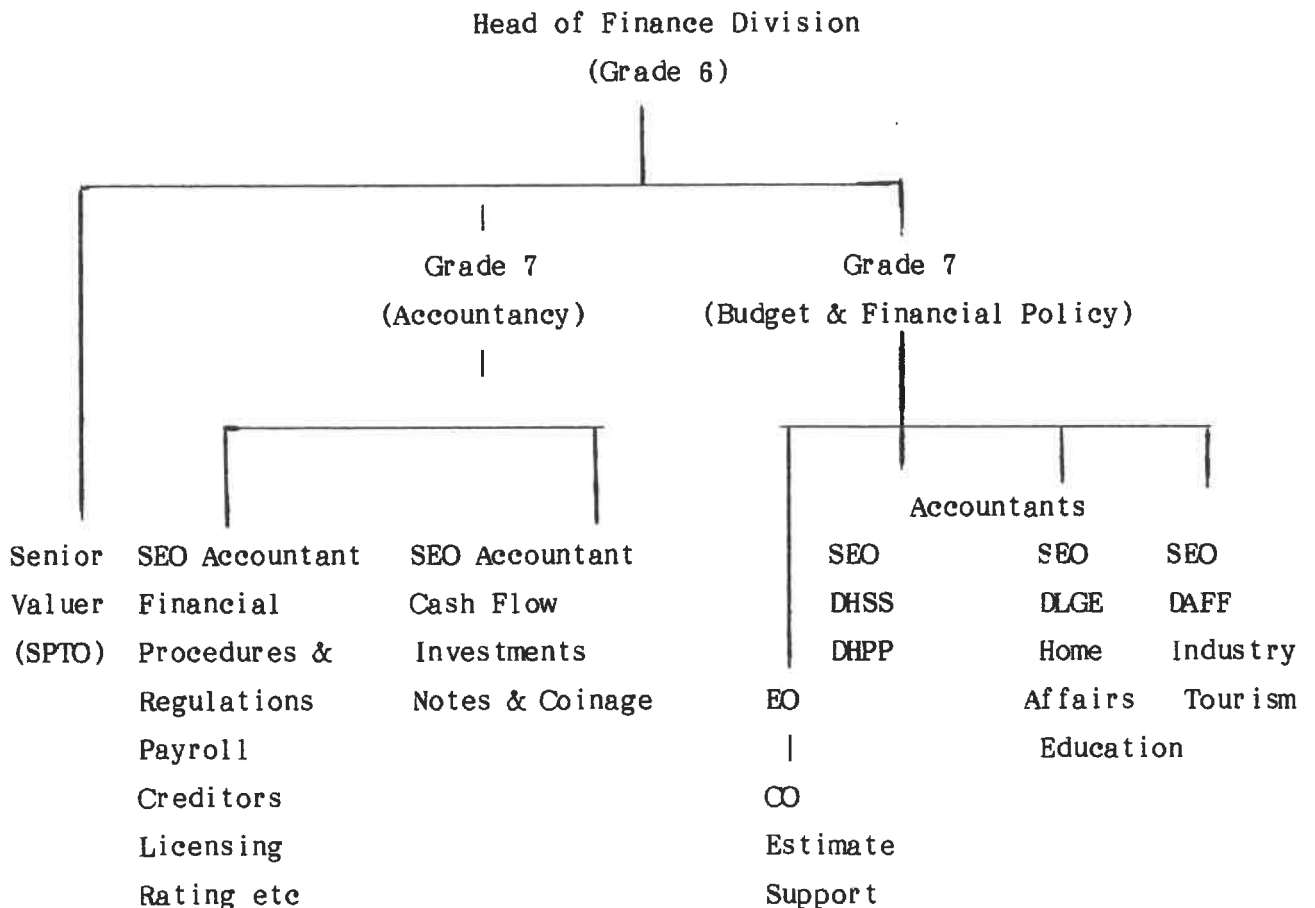 Head of Finance Division
(Grade 6)
Grade 7
(Accountancy)
Grade 7
(Budget & Financial Policy)
Senior
Valuer
(SPTO)
SEO Accountant
Financial
Procedures &
Regulations
Payroll
Creditors
Licensing
Rating etc
SEO Accountant
Cash Flow
Investments
Notes & Coinage
EO
CO
Estimate
Support
Accountants
SEO
DHSS
DHPP
SEO
DLGE
Home
Affairs
Education
SEO
DAFF
Industry
Tourism